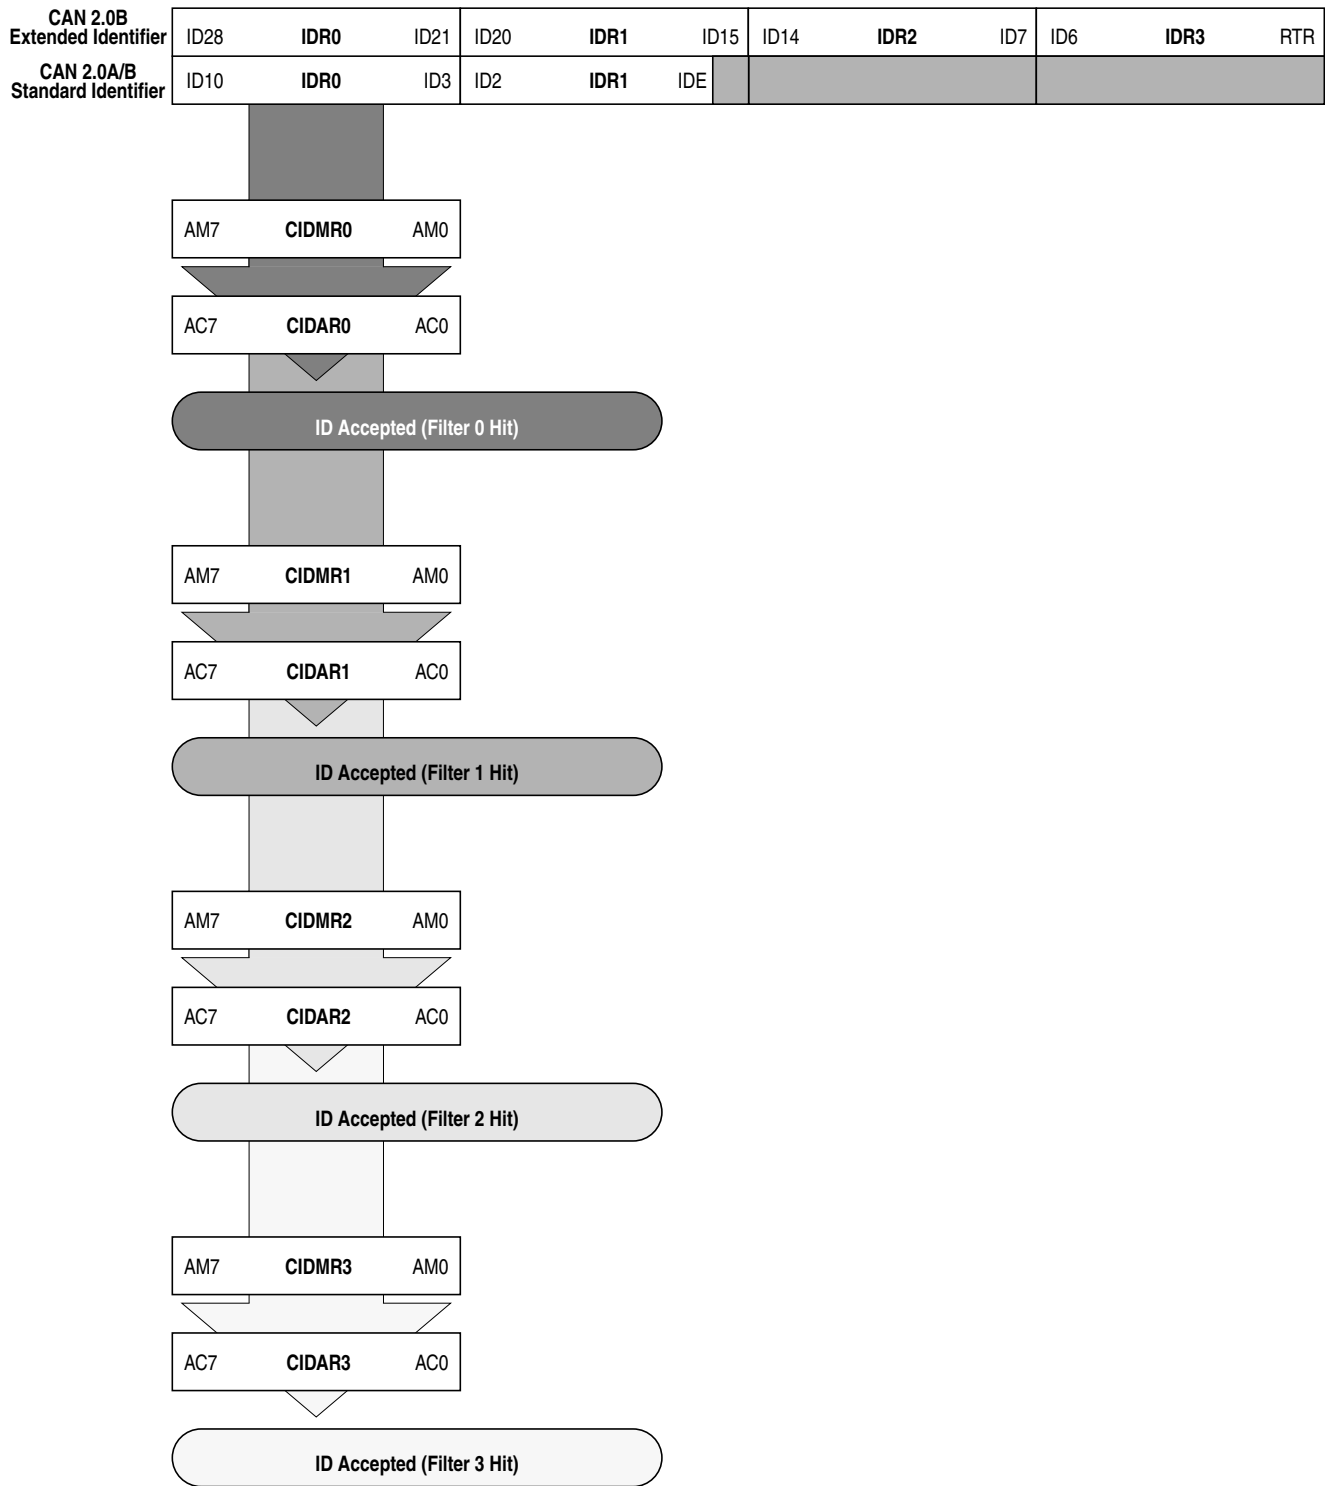 CAN 2.0B
Extended Identifier ID28 IDR0 ID21 ID20 IDR1 ID15 ID14 IDR2 ID7 ID6 IDR3 RTR
CAN 2.0A/B
Standard Identifier ID10 IDR0 ID3 ID2 IDR1 IDE
AM7 CIDMR0 AM0
AC7 CIDAR0 AC0
ID Accepted (Filter 0 Hit)
AM7 CIDMR1 AM0
AC7 CIDAR1 AC0
ID Accepted (Filter 1 Hit)
AM7 CIDMR2 AM0
AC7 CIDAR2 AC0
ID Accepted (Filter 2 Hit)
AM7 CIDMR3 AM0
AC7 CIDAR3 AC0
ID Accepted (Filter 3 Hit)